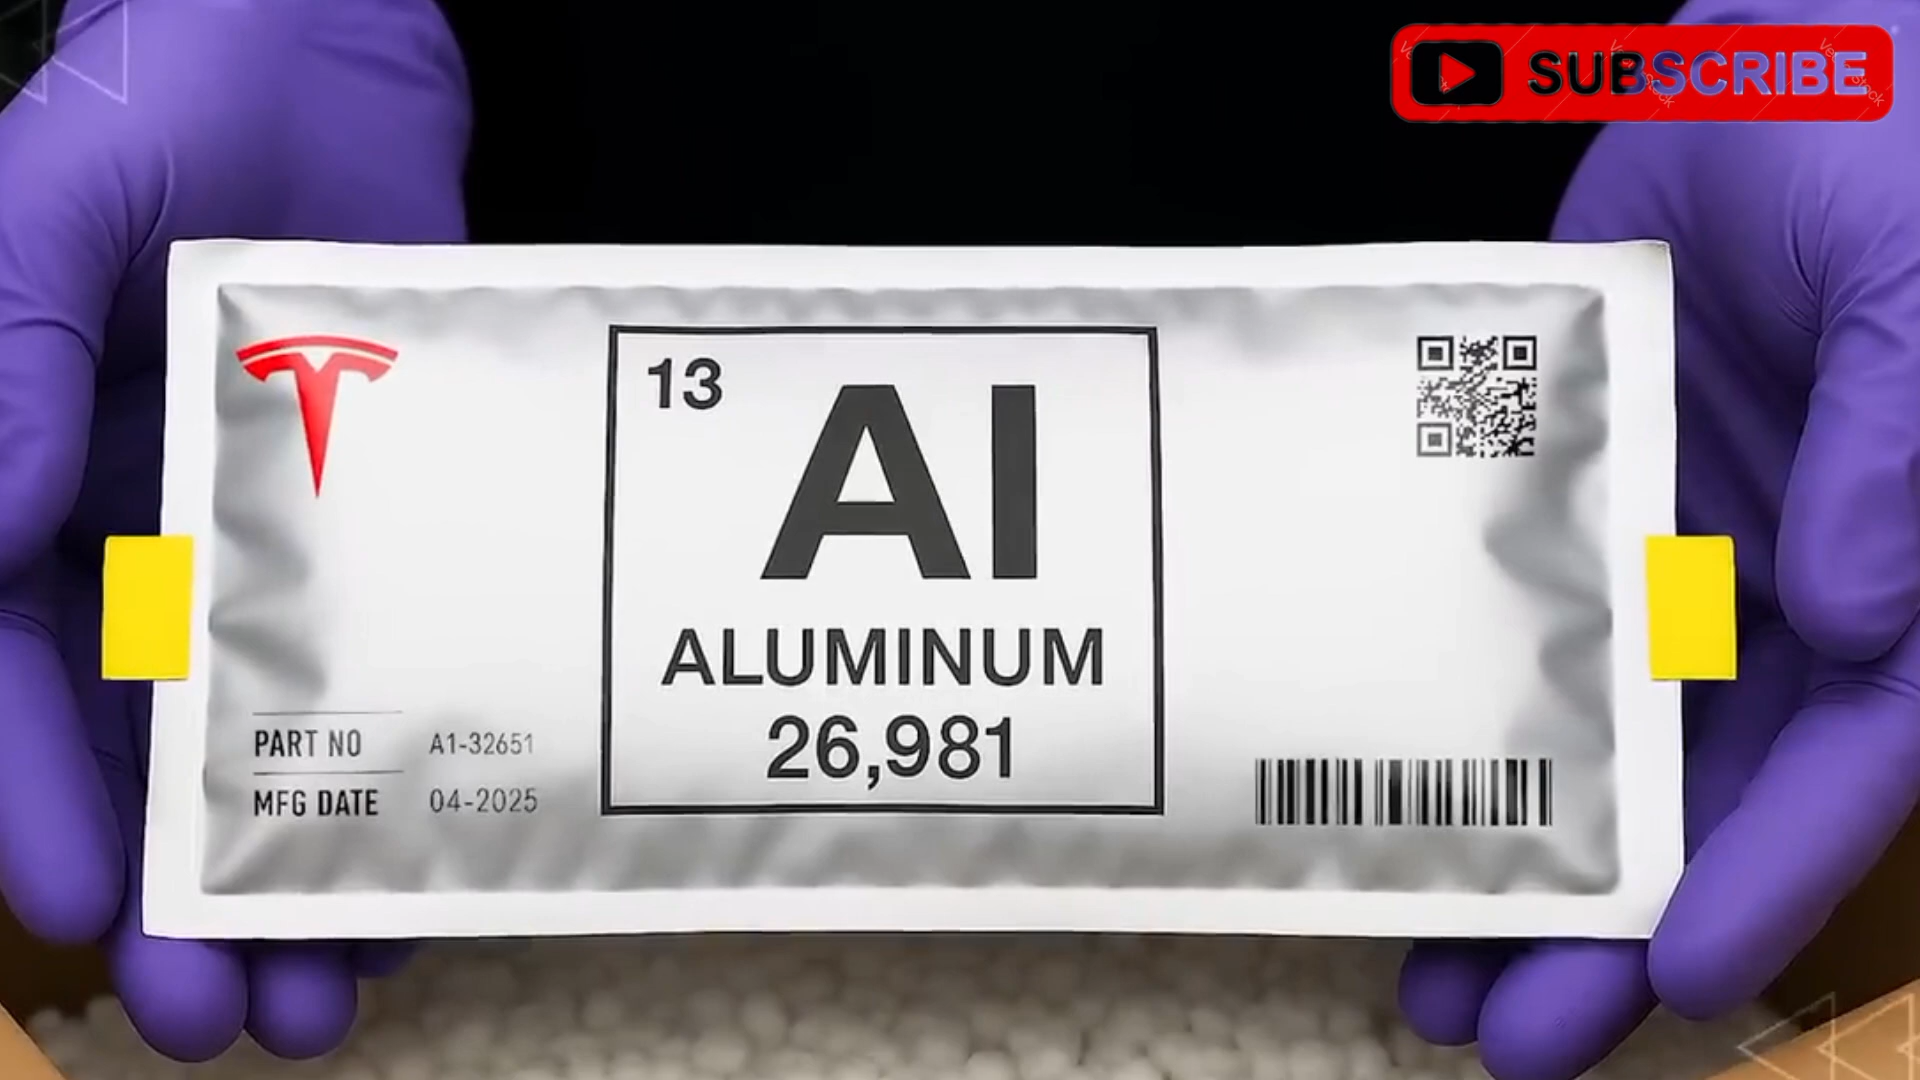 SUBSCRIBE
13
Al
ALUMINUM
26,981
PART NO A1-32651
MFG DATE 04-2025